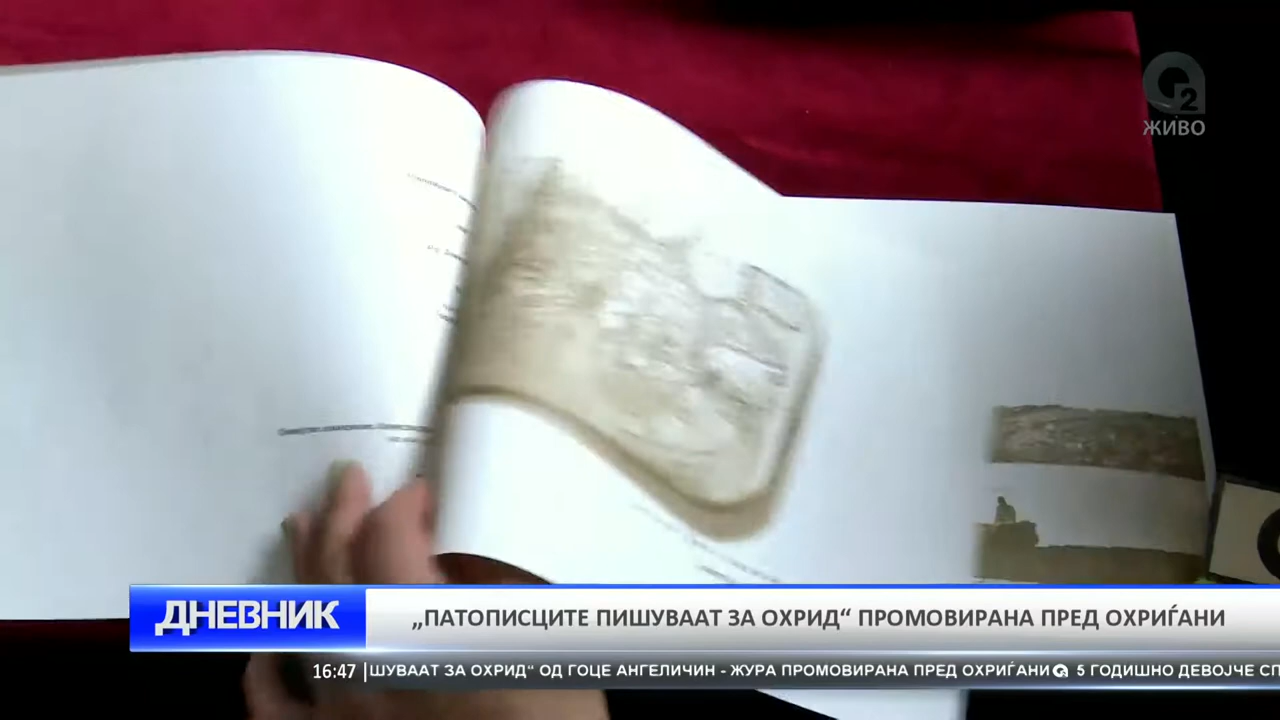 2
ЖИВО
ДНЕВНИК
„ПАТОПИСЦИТЕ ПИШУВААТ ЗА ОХРИД“ ПРОМОВИРАНА ПРЕД ОХРИЃАНИ
16:47 ШУВААТ ЗА ОХРИД“ ОД ГОЦЕ АНГЕЛИЧИН - ЖУРА ПРОМОВИРАНА ПРЕД ОХРИЃАНИ 5 ГОДИШНО ДЕВОЈЧЕ СП